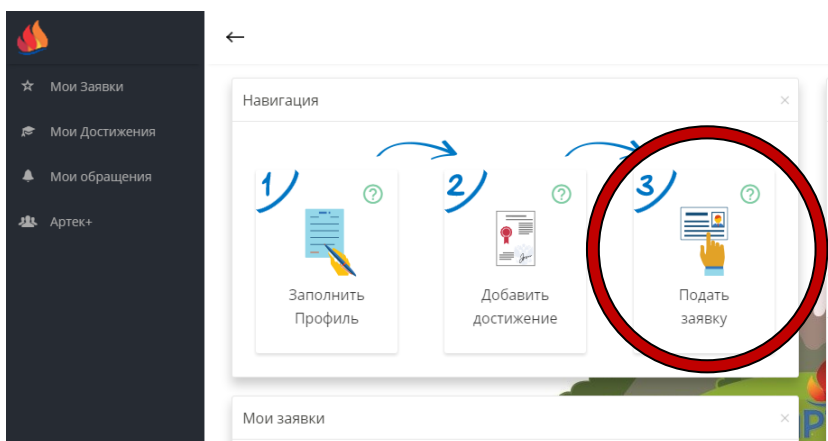 ←
Мои Заявки
Мои Достижения
Мои обращения
Артек+
Навигация
×
1
?
Заполнить
Профиль
2
?
Добавить
достижение
3
?
Подать
заявку
Мои заявки
×
Р